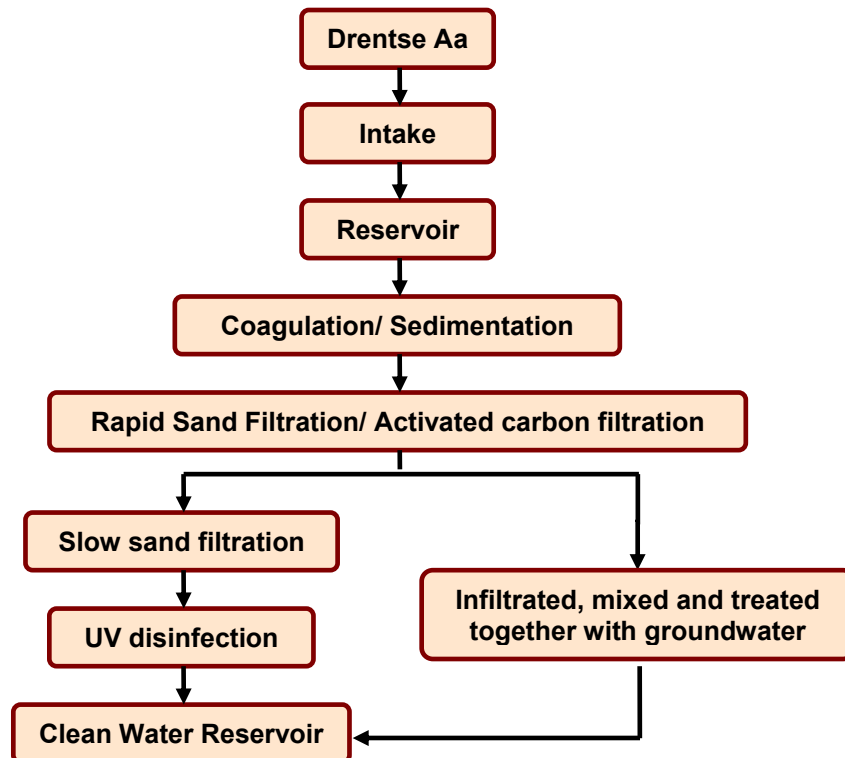 Drentse Aa
Intake
Reservoir
Coagulation/ Sedimentation
Rapid Sand Filtration/ Activated carbon filtration
Slow sand filtration
UV disinfection
Infiltrated, mixed and treated
together with groundwater
Clean Water Reservoir